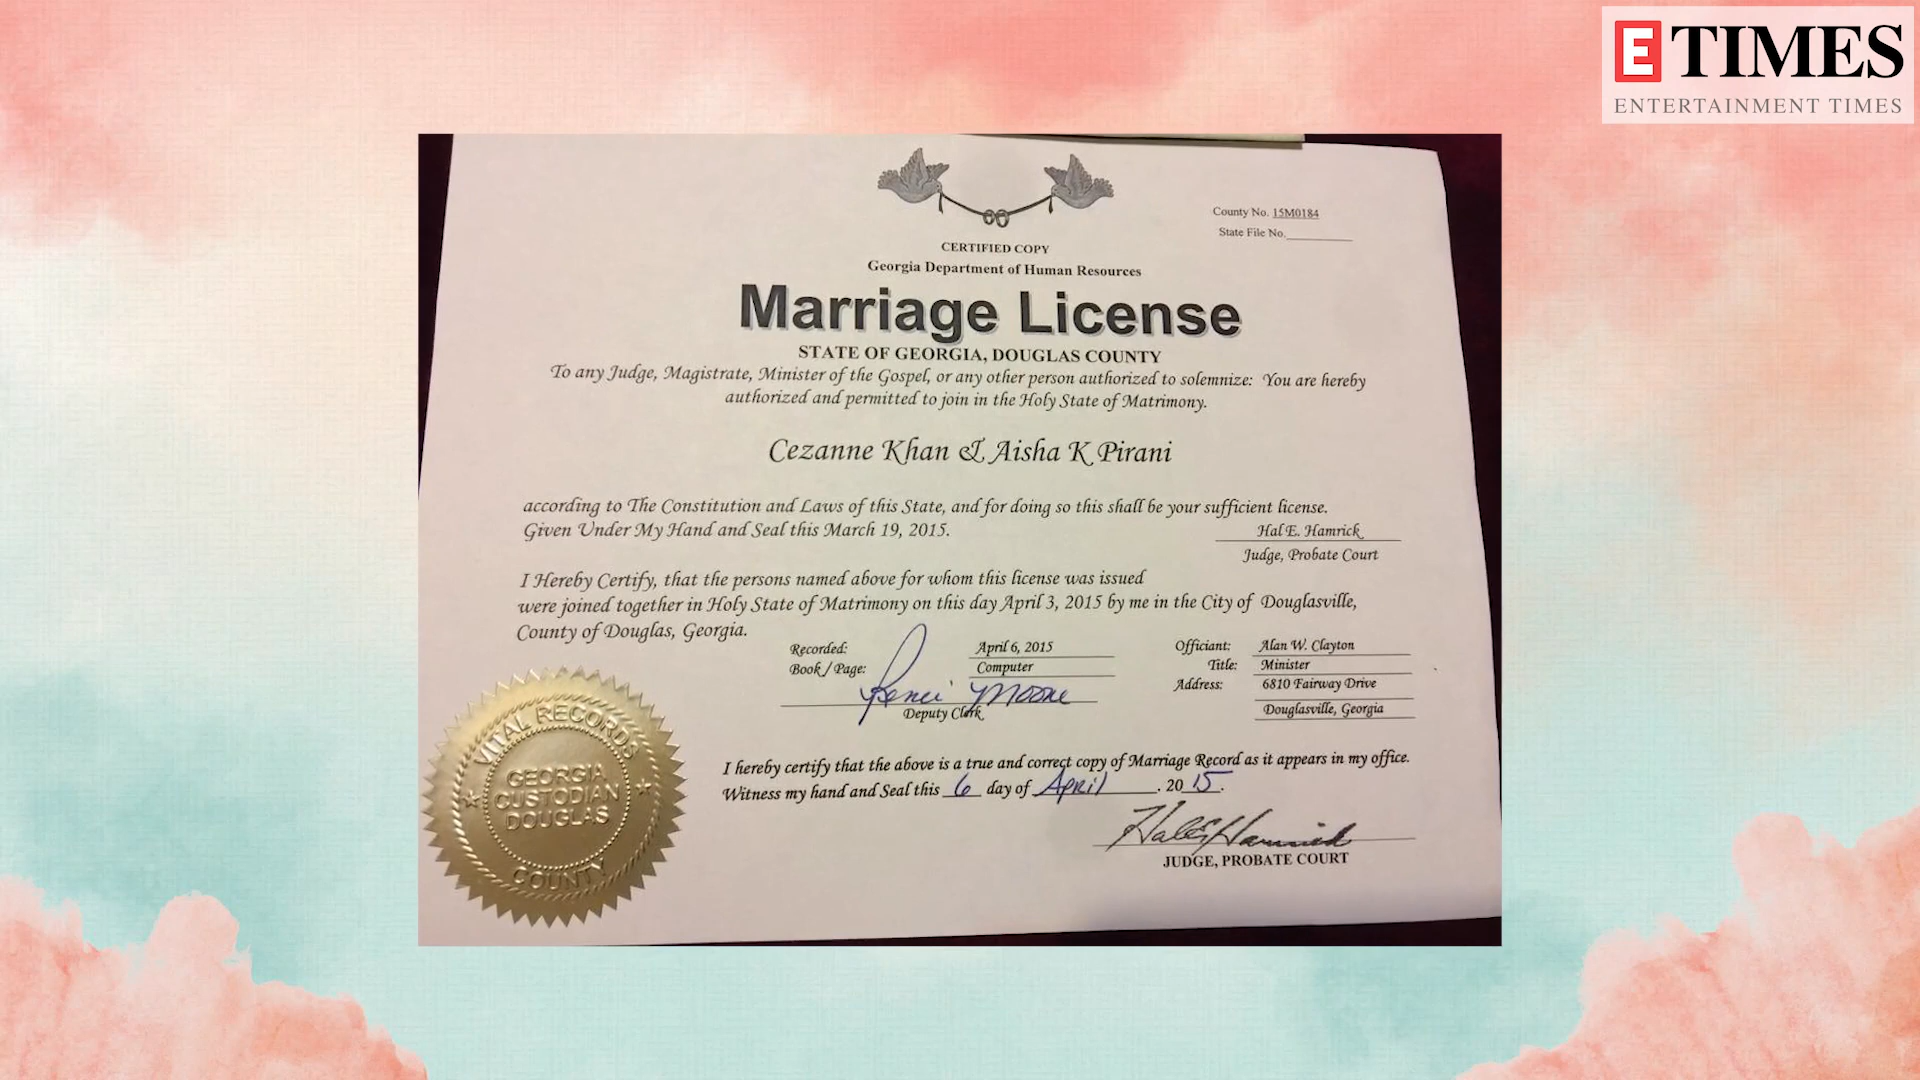 E TIMES
ENTERTAINMENT TIMES
County No. 15M0184
State File No.
CERTIFIED COPY
Georgia Department of Human Resources
Marriage License
STATE OF GEORGIA, DOUGLAS COUNTY
To any Judge, Magistrate, Minister of the Gospel, or any other person authorized to solemnize: You are hereby
authorized and permitted to join in the Holy State of Matrimony.
Cezanne Khan & Aisha K Pirani
according to The Constitution and Laws of this State, and for doing so this shall be your sufficient license.
Given Under My Hand and Seal this March 19, 2015.
Hal E. Hamrick
Judge, Probate Court
I Hereby Certify, that the persons named above for whom this license was issued
were joined together in Holy State of Matrimony on this day April 3, 2015 by me in the City of Douglasville,
County of Douglas, Georgia.
Recorded: April 6, 2015
Book / Page: Computer
Renei Moore
Deputy Clerk
Officiant: Alan W. Clayton
Title: Minister
Address: 6810 Fairway Drive
Douglasville, Georgia
I hereby certify that the above is a true and correct copy of Marriage Record as it appears in my office.
Witness my hand and Seal this 6 day of April . 20 15.
Hal E Hamrick
JUDGE, PROBATE COURT
VITAL RECORDS
GEORGIA
CUSTODIAN
DOUGLAS
COUNTY